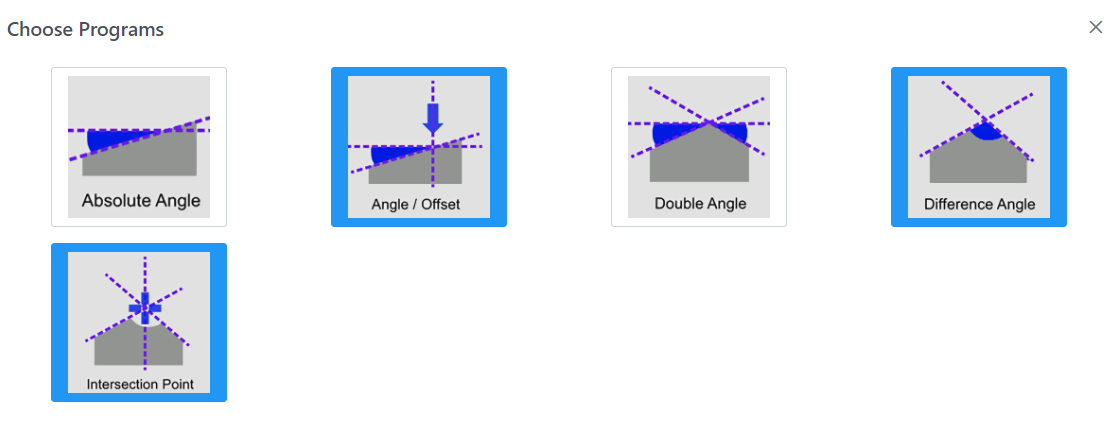 Choose Programs
Absolute Angle
Angle / Offset
Double Angle
Difference Angle
Intersection Point